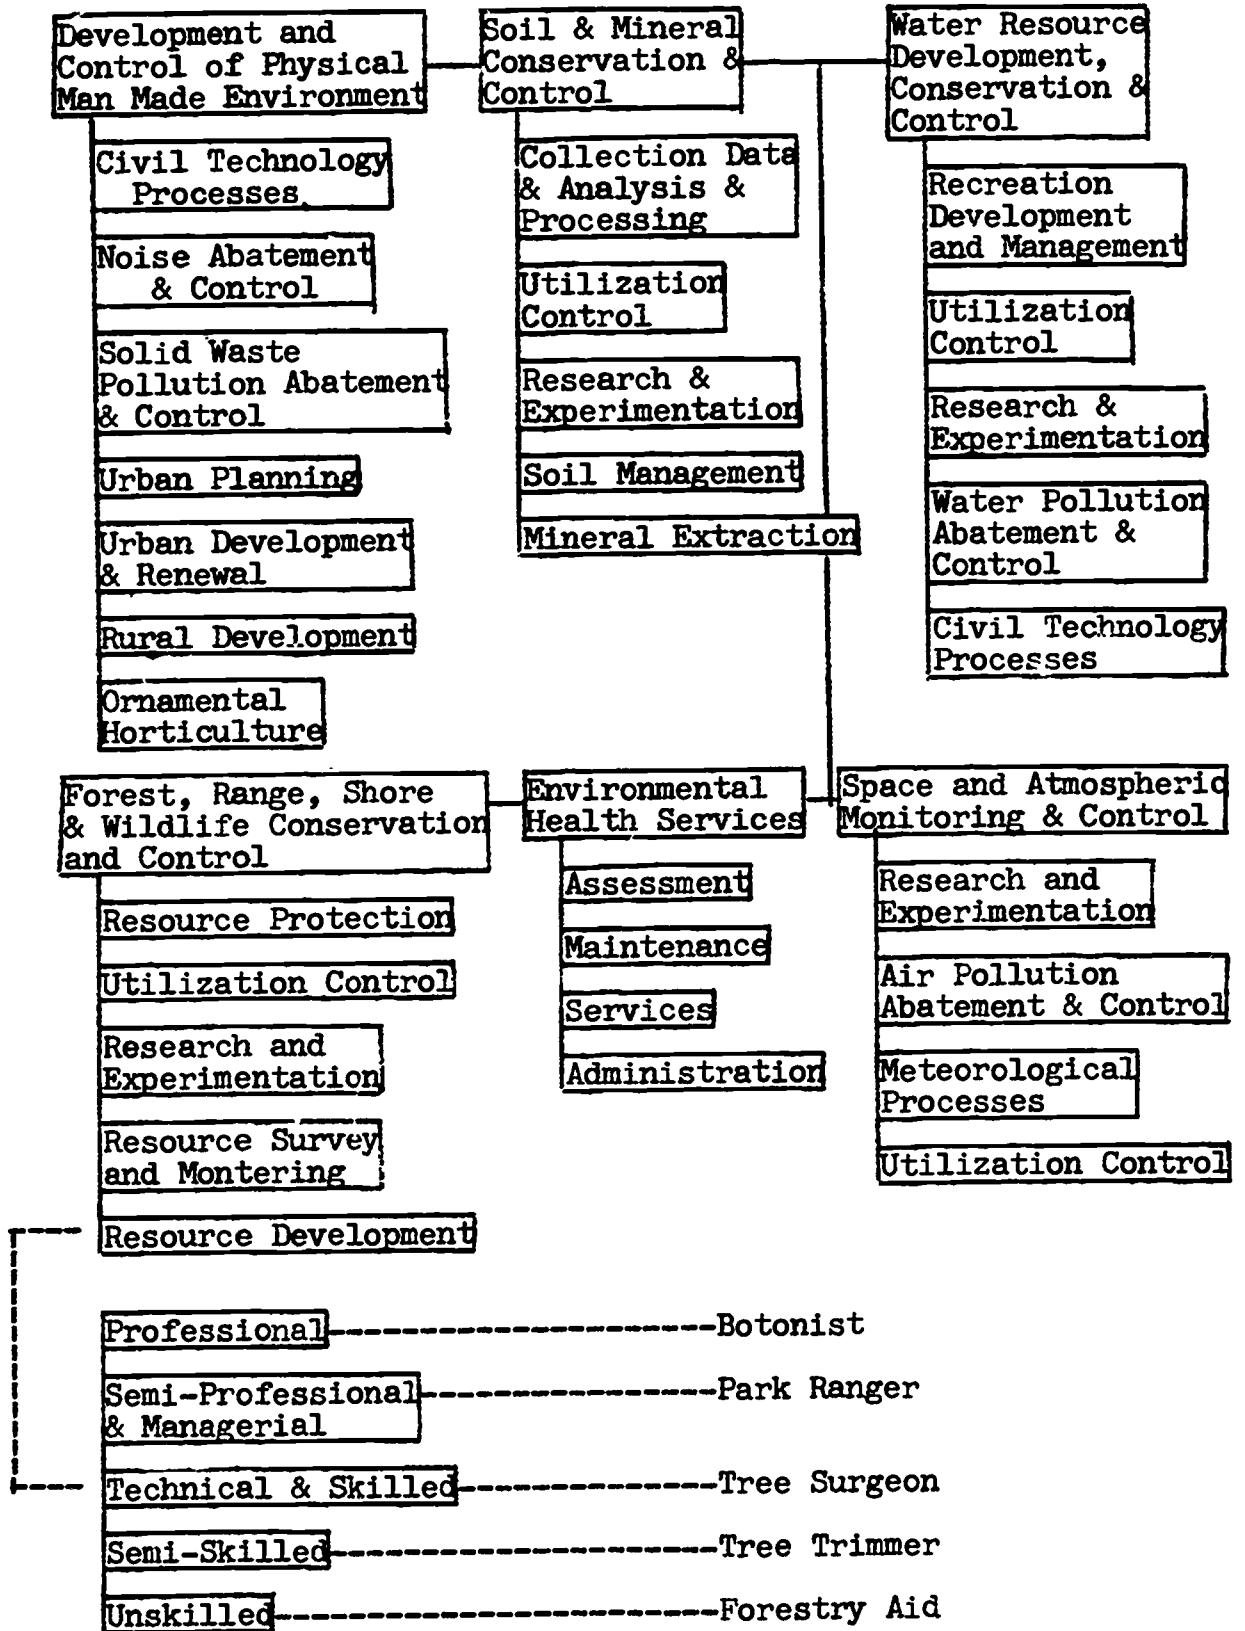 Development and
Control of Physical
Man Made Environment
Civil Technology
Processes
Noise Abatement
& Control
Solid Waste
Pollution Abatement
& Control
Urban Planning
Urban Development
& Renewal
Rural Development
Ornamental
Horticulture
Soil & Mineral
Conservation &
Control
Collection Data
& Analysis &
Processing
Utilization
Control
Research &
Experimentation
Soil Management
Mineral Extraction
Water Resource
Development,
Conservation &
Control
Recreation
Development
and Management
Utilization
Control
Research &
Experimentation
Water Pollution
Abatement &
Control
Civil Technology
Processes
Forest, Range, Shore
& Wildlife Conservation
and Control
Resource Protection
Utilization Control
Research and
Experimentation
Resource Survey
and Montering
Resource Development
Environmental
Health Services
Assessment
Maintenance
Services
Administration
Space and Atmospheric
Monitoring & Control
Research and
Experimentation
Air Pollution
Abatement & Control
Meteorological
Processes
Utilization Control
Professional Botonist
Semi-Professional Park Ranger
& Managerial
Technical & Skilled Tree Surgeon
Semi-Skilled Tree Trimmer
Unskilled Forestry Aid